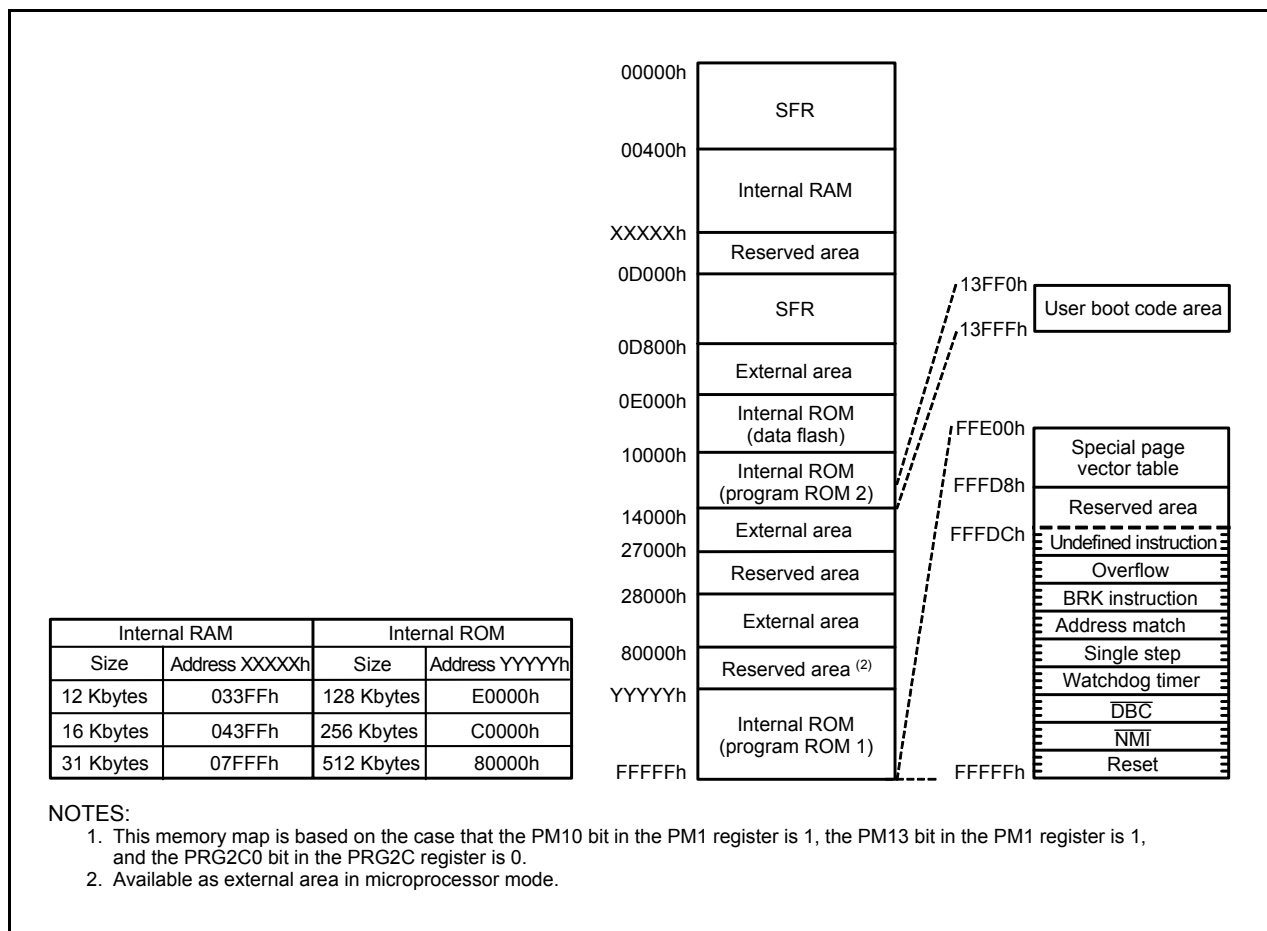 00000h
SFR
00400h
Internal RAM
XXXXXh
Reserved area
0D000h
SFR
0D800h
External area
0E000h
Internal ROM
(data flash)
10000h
Internal ROM
(program ROM 2)
14000h
External area
27000h
Reserved area
28000h
External area
80000h
Reserved area (2)
YYYYYh
Internal ROM
(program ROM 1)
FFFFFh
13FF0h
User boot code area
13FFFh
FFE00h
Special page
vector table
FFFD8h
Reserved area
FFFDCh
Undefined instruction
Overflow
BRK instruction
Address match
Single step
Watchdog timer
DBC
NMI
Reset
FFFFFh
Internal RAM Internal ROM
Size Address XXXXXh Size Address YYYYYh
12 Kbytes 033FFh 128 Kbytes E0000h
16 Kbytes 043FFh 256 Kbytes C0000h
31 Kbytes 07FFFh 512 Kbytes 80000h
NOTES:
1. This memory map is based on the case that the PM10 bit in the PM1 register is 1, the PM13 bit in the PM1 register is 1,
and the PRG2C0 bit in the PRG2C register is 0.
2. Available as external area in microprocessor mode.